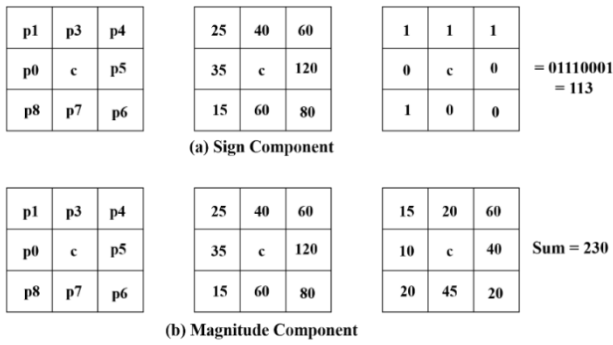 p1 p3 p4 25 40 60 1 1 1
p0 c p5 35 c 120 0 c 0 = 01110001
= 113
p8 p7 p6 15 60 80 1 0 0
(a) Sign Component
p1 p3 p4 25 40 60 15 20 60
p0 c p5 35 c 120 10 c 40 Sum = 230
p8 p7 p6 15 60 80 20 45 20
(b) Magnitude Component